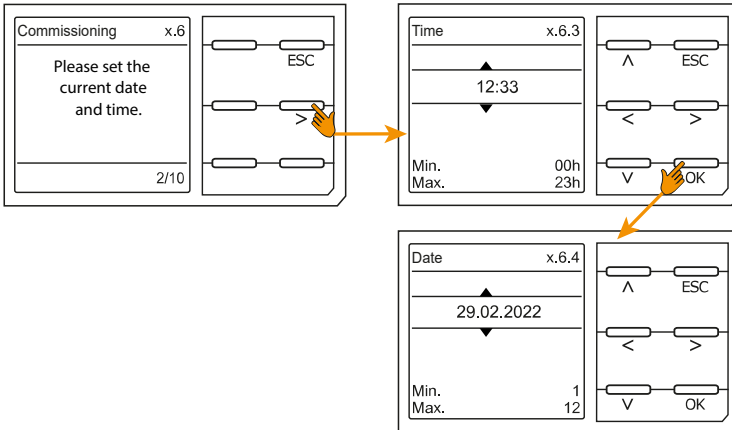 Commissioning x.6
Please set the
current date
and time.
2/10
ESC
>
Time x.6.3
12:33
Min. 00h
Max. 23h
Λ ESC
< >
V OK
Date x.6.4
29.02.2022
Min. 1
Max. 12
Λ ESC
< >
V OK